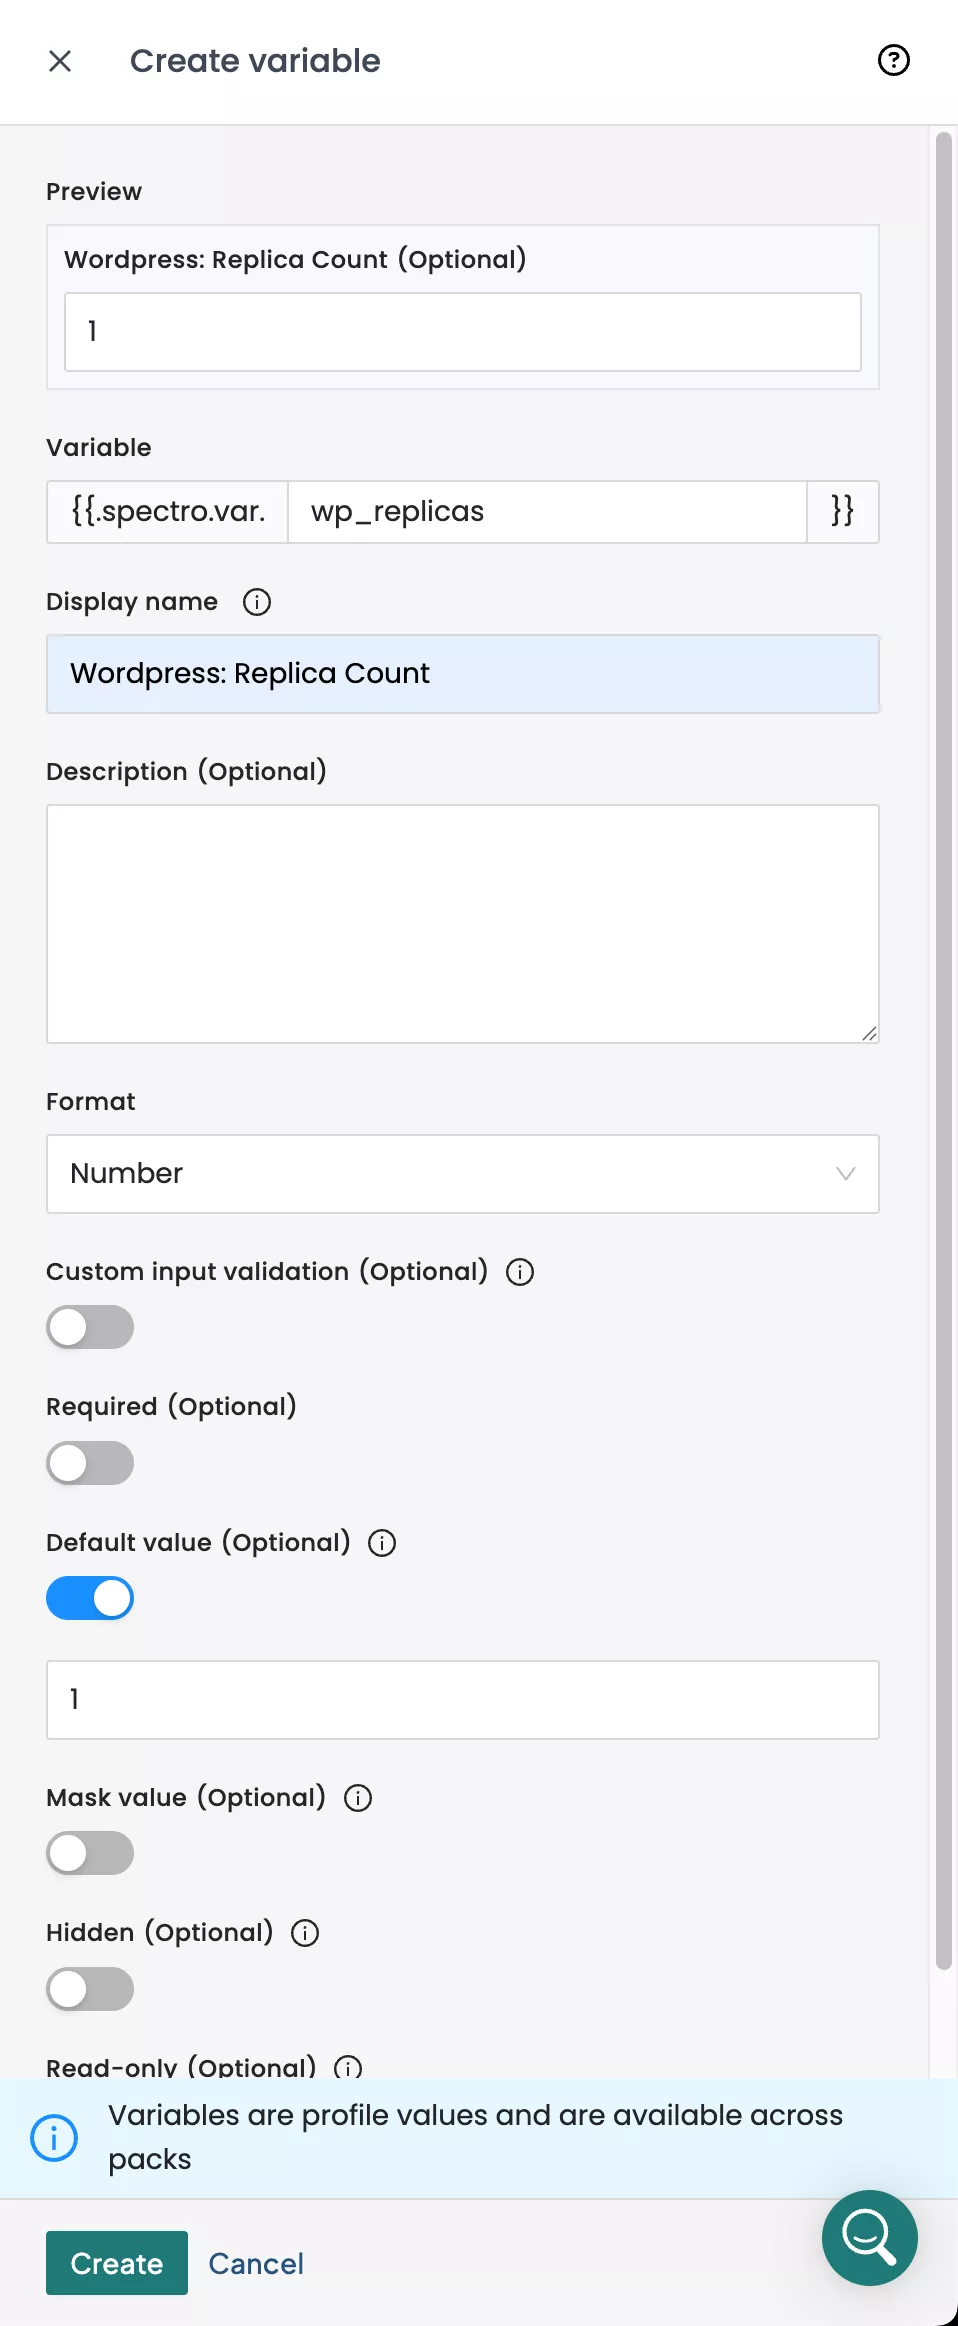 Create variable
Preview
Wordpress: Replica Count (Optional)
1
Variable
{{.spectro.var. wp_replicas }}
Display name
Wordpress: Replica Count
Description (Optional)
Format
Number
Custom input validation (Optional)
Required (Optional)
Default value (Optional)
1
Mask value (Optional)
Hidden (Optional)
Read-only (Optional)
Variables are profile values and are available across
packs
Create Cancel